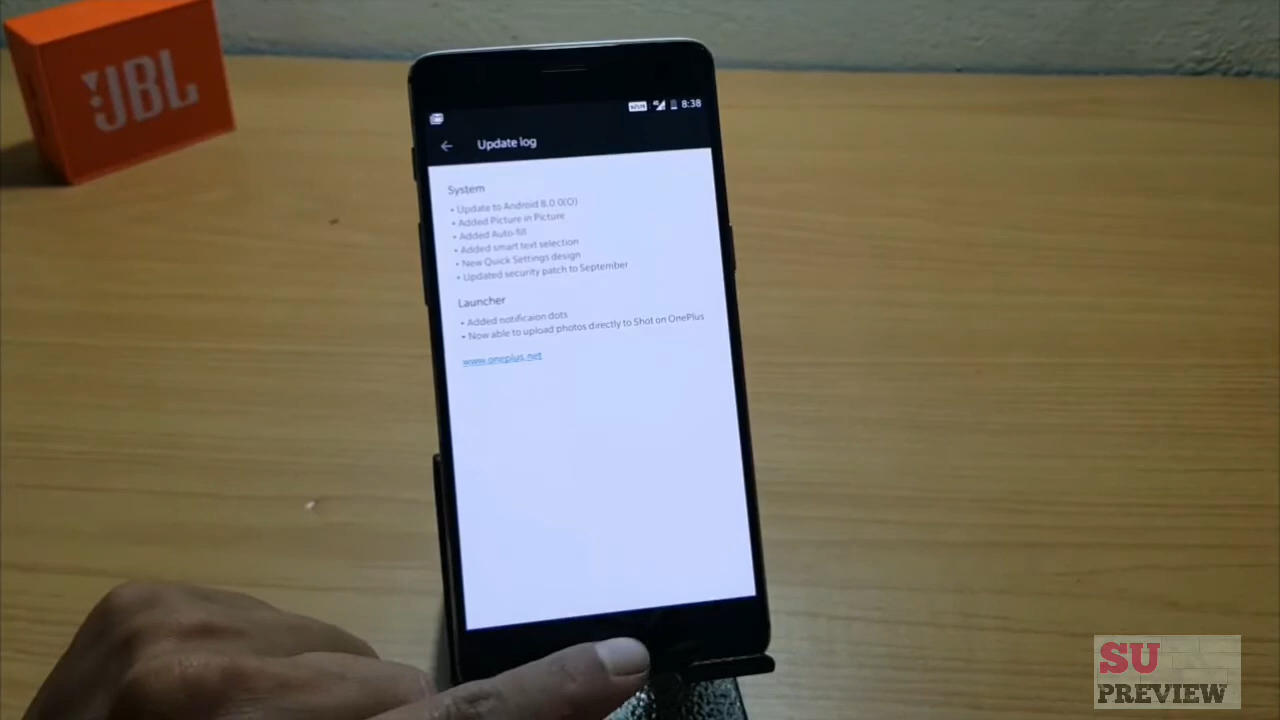 JBL
8:38
Update log
System
• Update to Android 8.0.0(O)
• Added Picture in Picture
• Added Auto-fill
• Added smart text selection
• New Quick Settings design
• Updated security patch to September
Launcher
• Added notificaion dots
• Now able to upload photos directly to Shot on OnePlus
www.oneplus.net
SU
PREVIEW